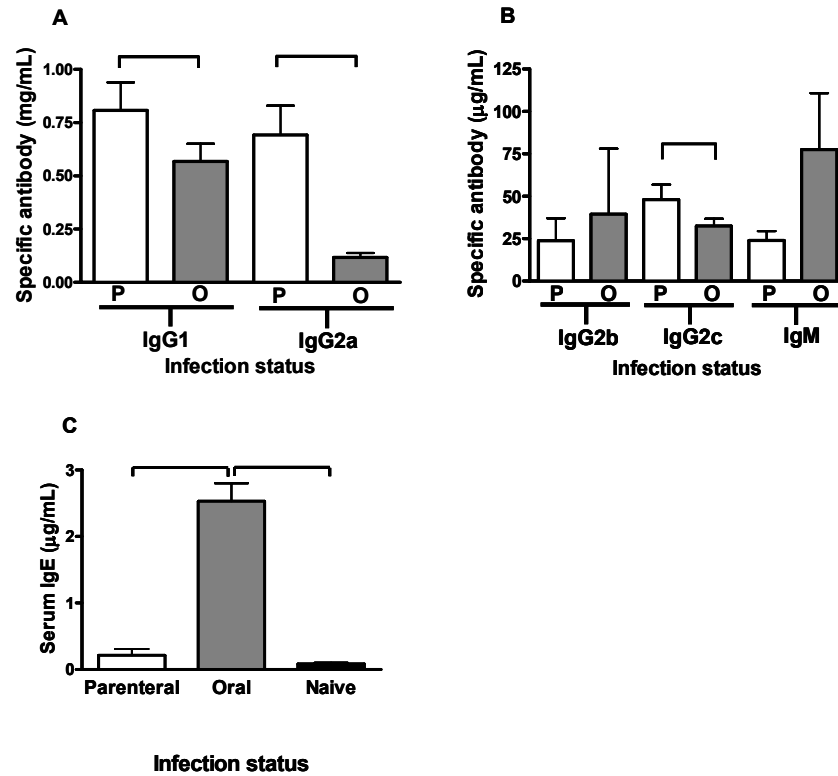 A
Specific antibody (mg/mL)
1.00
0.75
0.50
0.25
0.00
P O P O
IgG1 IgG2a
Infection status
B
Specific antibody (μg/mL)
125
100
75
50
25
0
P O P O P O
IgG2b IgG2c IgM
Infection status
C
Serum IgE (μg/mL)
3
2
1
0
Parenteral Oral Naive
Infection status